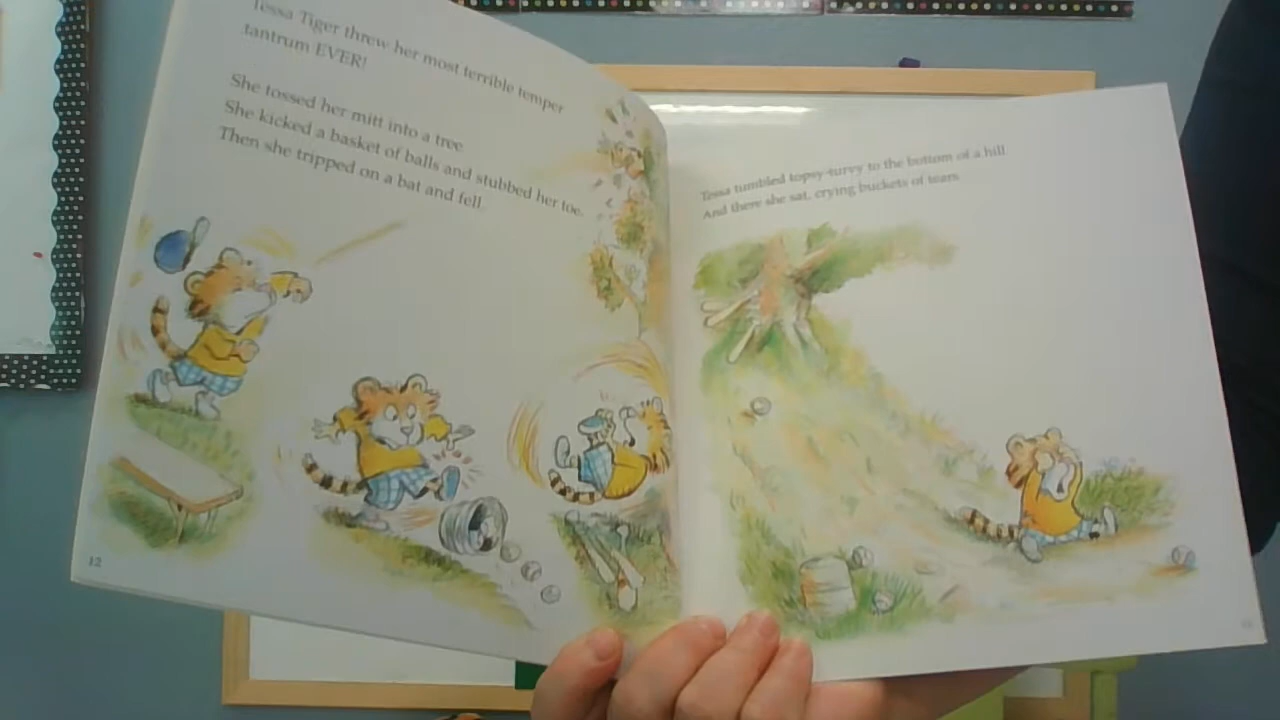 Tessa Tiger threw her most terrible temper
tantrum EVER!
She tossed her mitt into a tree
She kicked a basket of balls and stubbed her toe.
Then she tripped on a bat and fell.
12
Tessa tumbled topsy-turvy to the bottom of a hill
And there she sat, crying buckets of tears